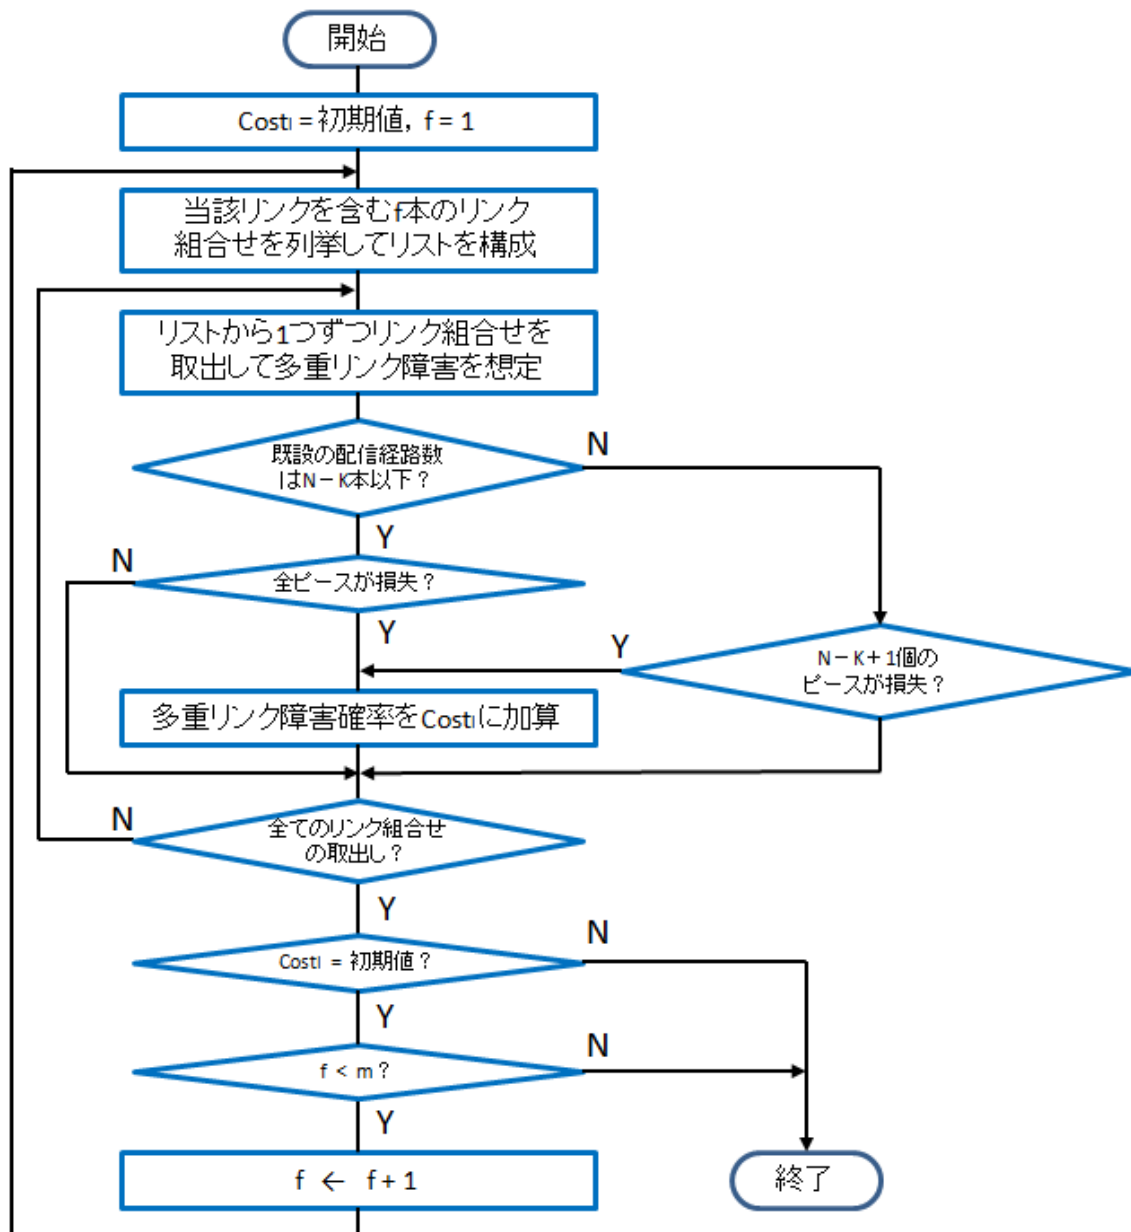 開始
Costl = 初期値, f = 1
当該リンクを含むf本のリンク
組合せを列挙してリストを構成
リストから1つずつリンク組合せを
取出して多重リンク障害を想定
既設の配信経路数
はN－K本以下？
N
Y
N
全ピースが損失？
Y
Y
N－K＋1個の
ピースが損失？
多重リンク障害確率をCostlに加算
N
全てのリンク組合せ
の取出し？
Y
N
Costl = 初期値？
Y
N
f < m？
Y
f ← f + 1
終了